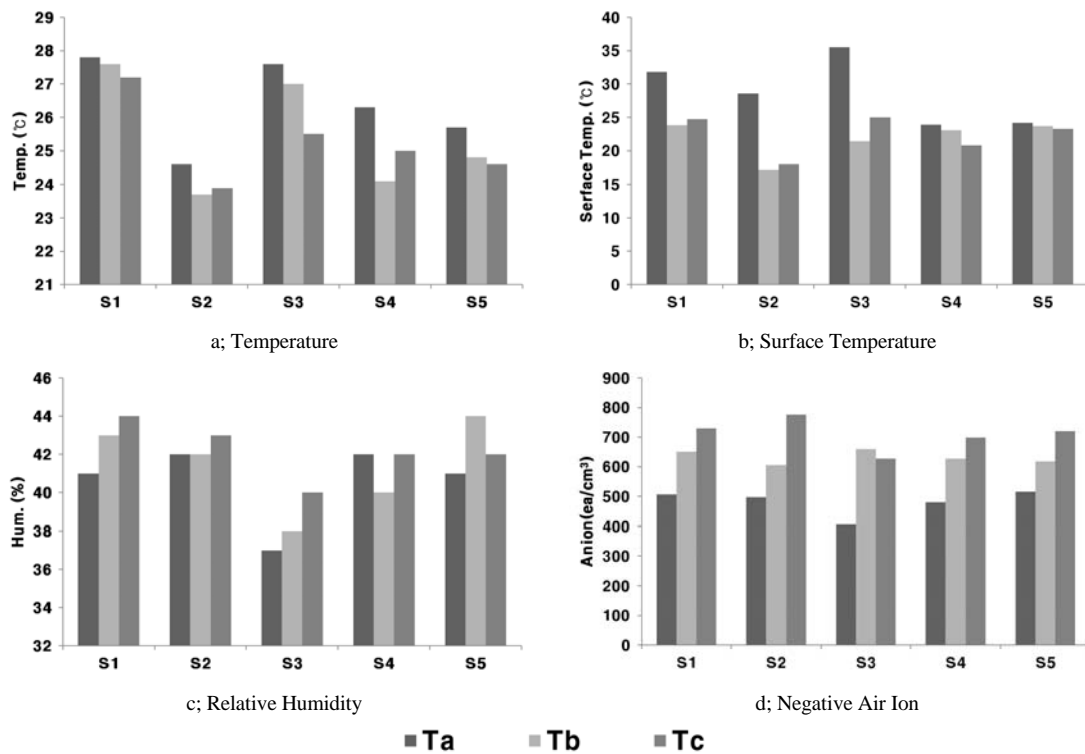 29
28
27
26
25
24
23
22
21
Temp. (℃)
S1 S2 S3 S4 S5
a; Temperature
40
35
30
25
20
15
10
5
0
Serface Temp. (℃)
S1 S2 S3 S4 S5
b; Surface Temperature
46
44
42
40
38
36
34
32
Hum. (%)
S1 S2 S3 S4 S5
c; Relative Humidity
900
800
700
600
500
400
300
200
100
0
Anion(ea/cm³)
S1 S2 S3 S4 S5
d; Negative Air Ion
Ta Tb Tc